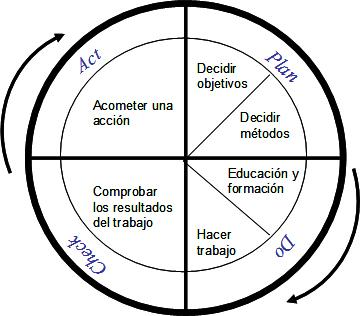 Act
Plan
Decidir
objetivos
Decidir
métodos
Acometer una
acción
Educación y
formación
Comprobar
los resultados
del trabajo
Hacer
trabajo
Check
Do